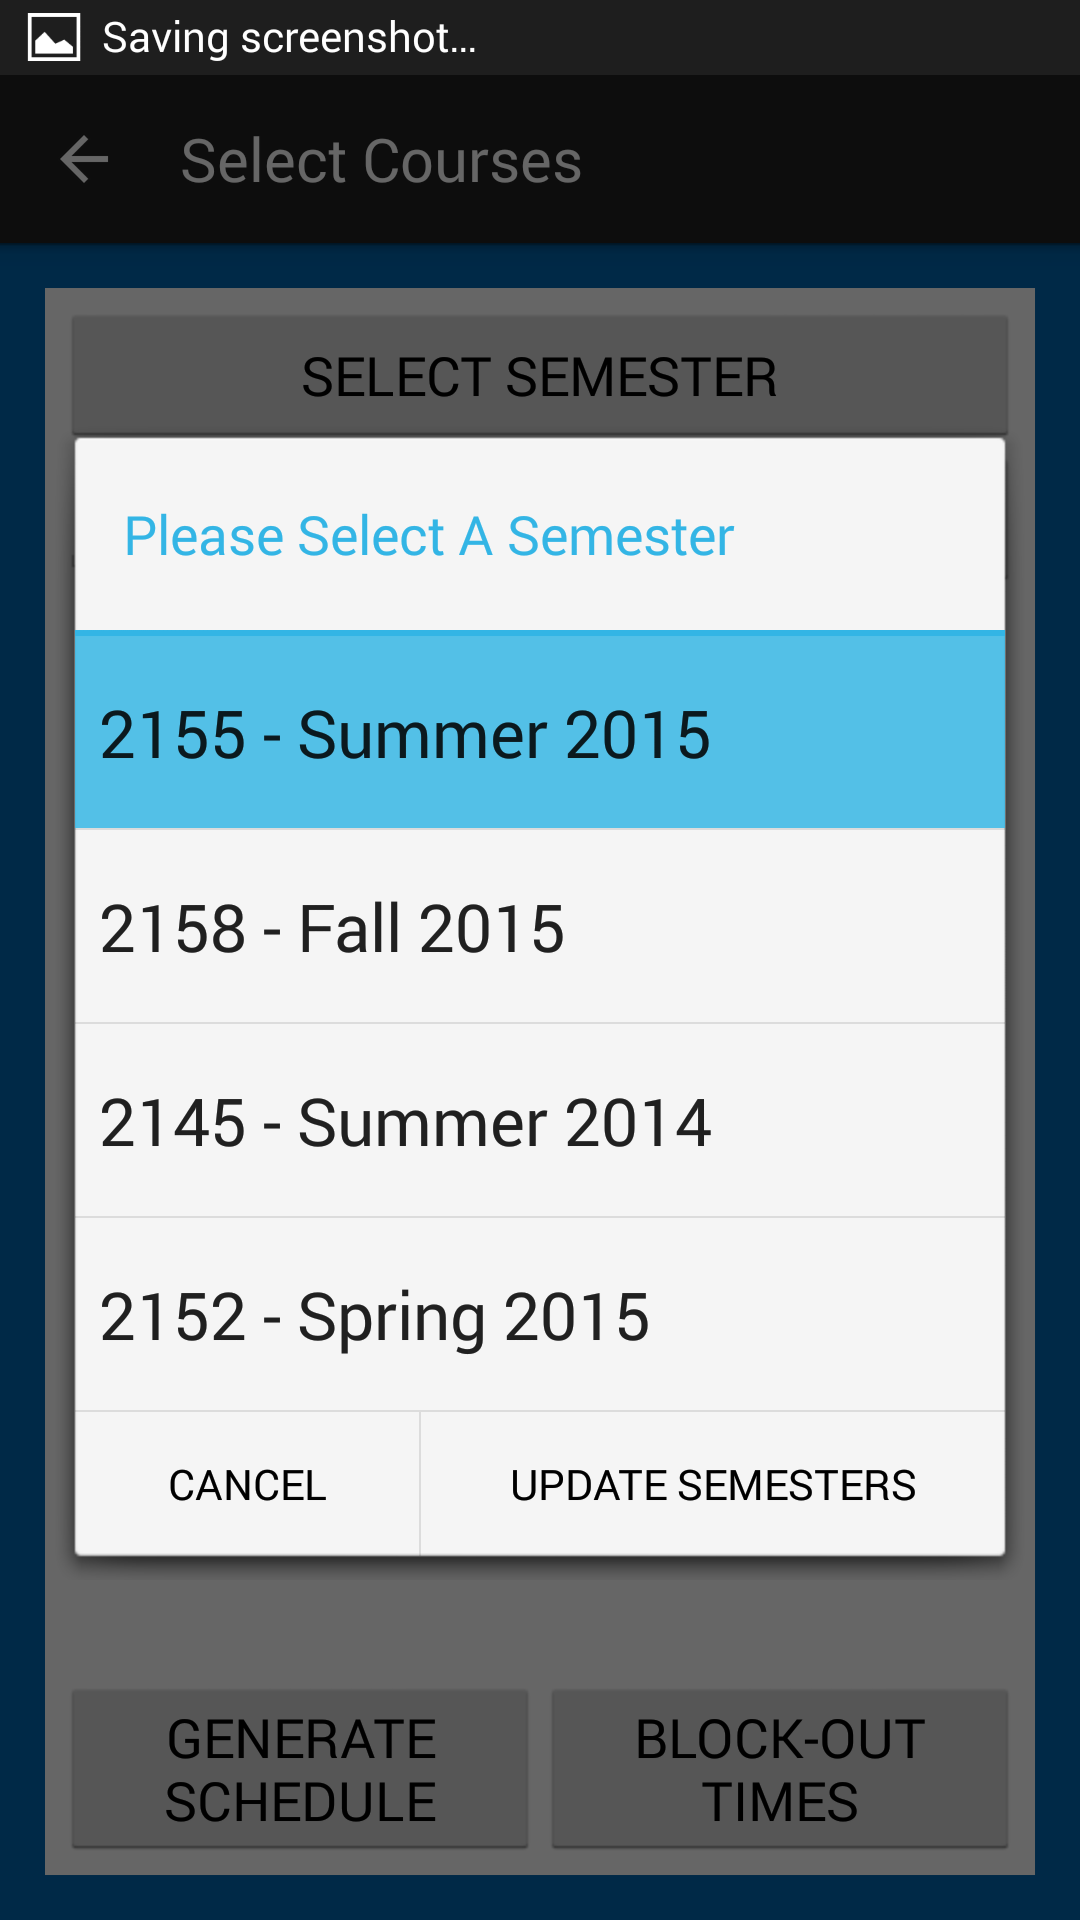 Saving screenshot...
Select Courses
SELECT SEMESTER
Please Select A Semester
2155 - Summer 2015
2158 - Fall 2015
2145 - Summer 2014
2152 - Spring 2015
CANCEL UPDATE SEMESTERS
GENERATE SCHEDULE
BLOCK-OUT TIMES